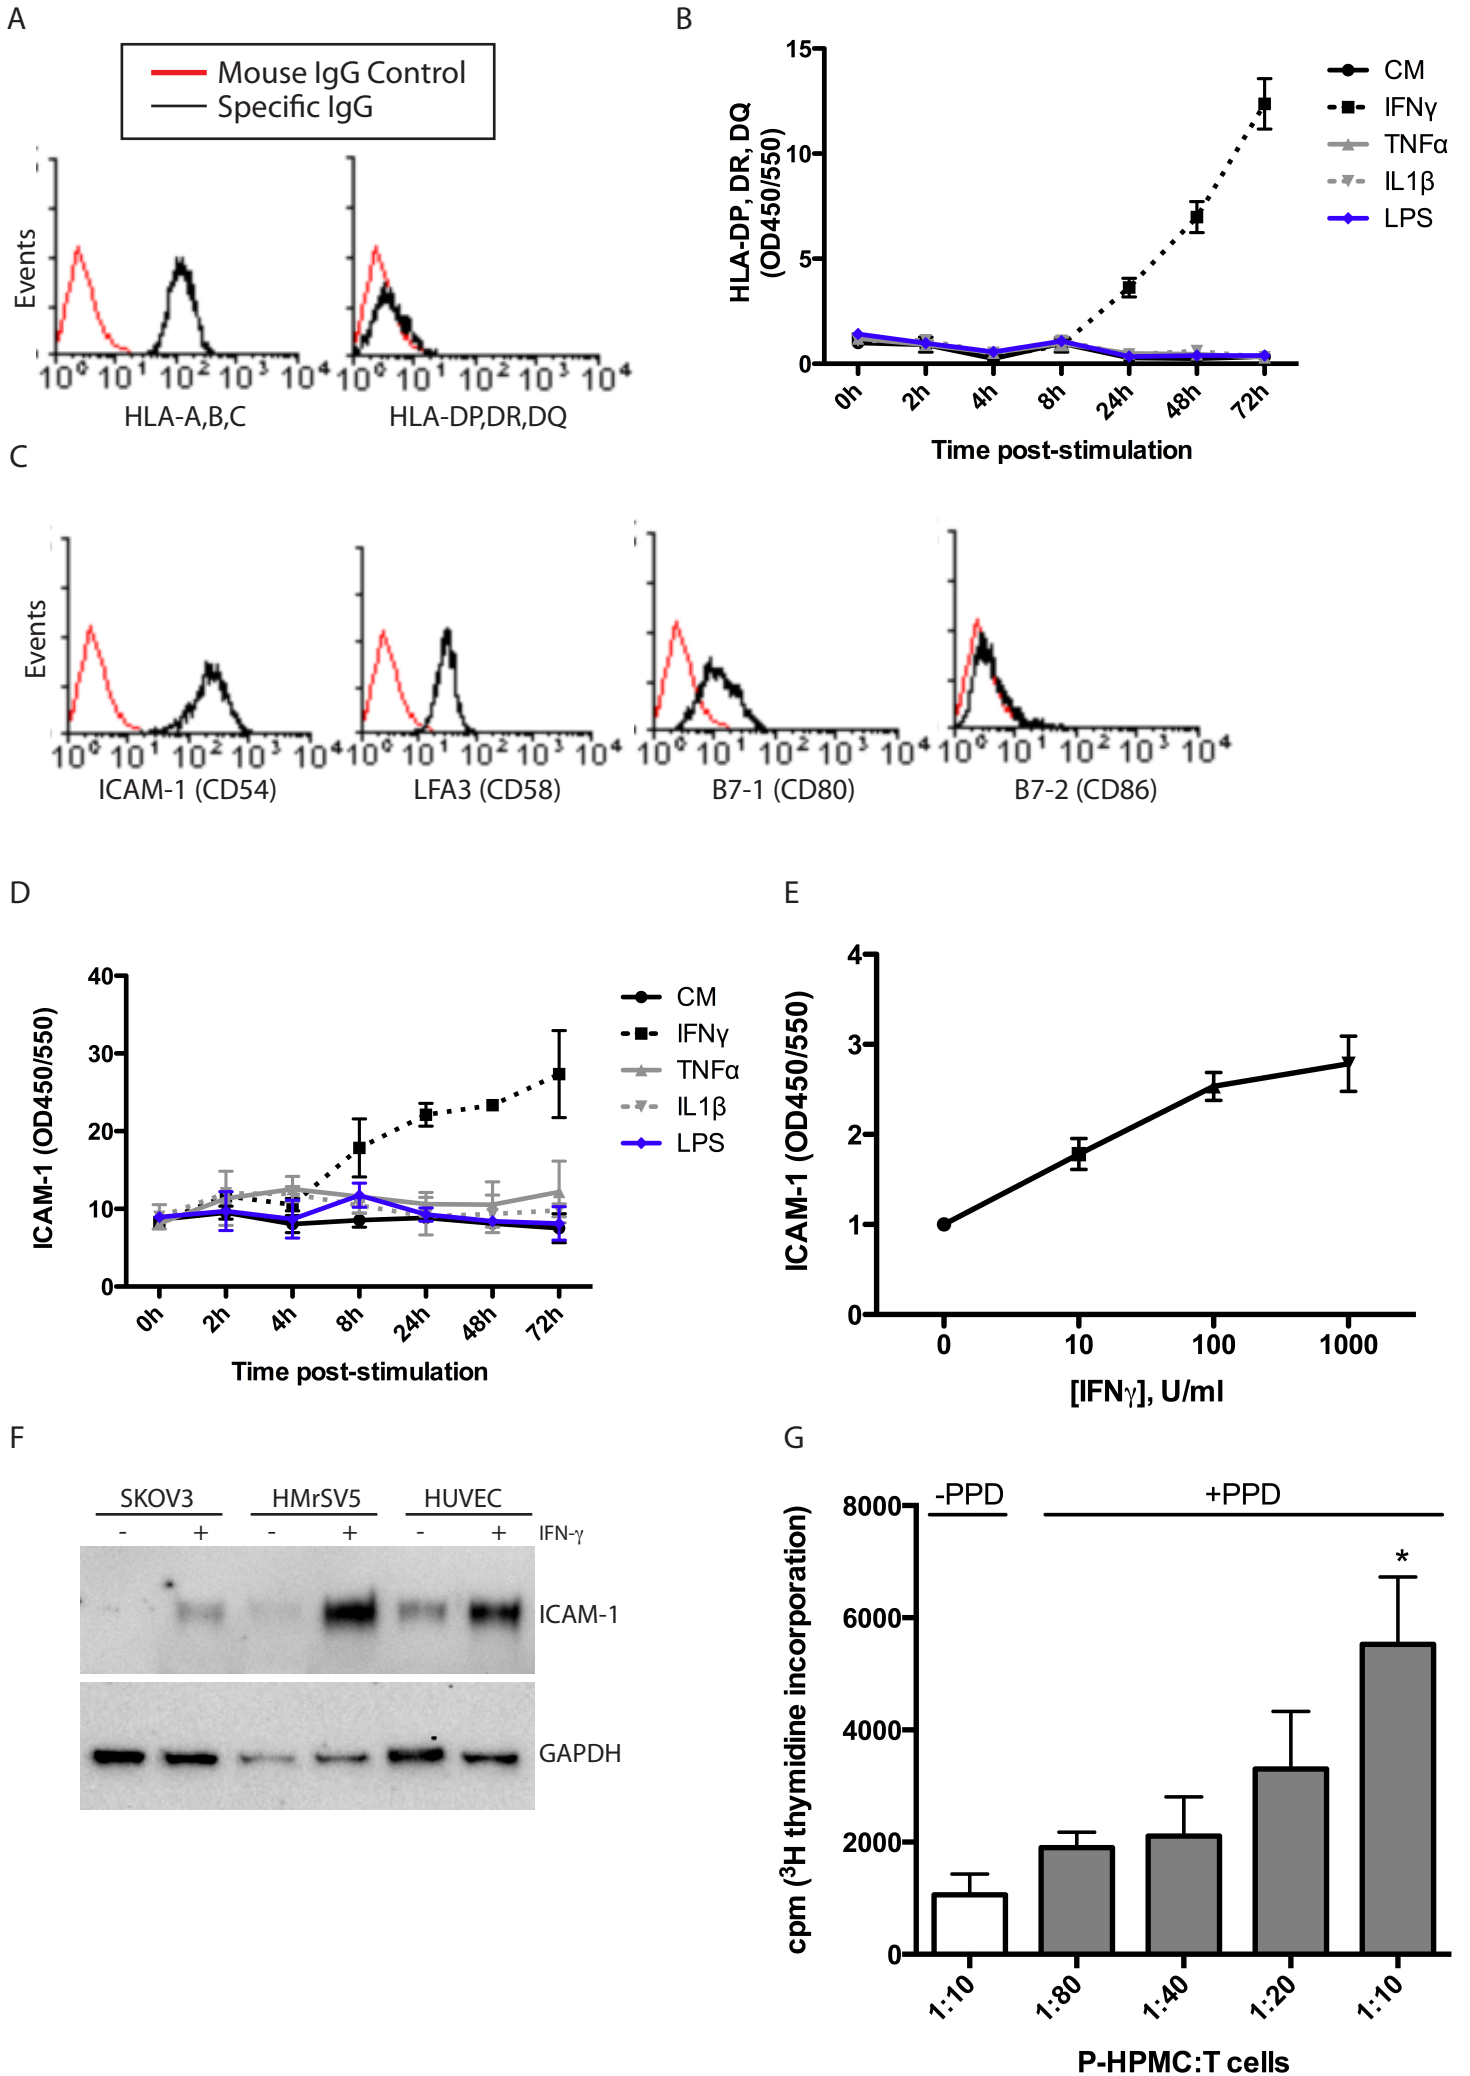 A
Mouse IgG Control
Specific IgG
Events
10⁰ 10¹ 10² 10³ 10⁴
HLA-A,B,C
10⁰ 10¹ 10² 10³ 10⁴
HLA-DP,DR,DQ
B
HLA-DP, DR, DQ
(OD450/550)
15
10
5
0
0h 2h 4h 8h 24h 48h 72h
Time post-stimulation
CM
IFNγ
TNFα
IL1β
LPS
C
Events
10⁰ 10¹ 10² 10³ 10⁴
ICAM-1 (CD54)
10⁰ 10¹ 10² 10³ 10⁴
LFA3 (CD58)
10⁰ 10¹ 10² 10³ 10⁴
B7-1 (CD80)
10⁰ 10¹ 10² 10³ 10⁴
B7-2 (CD86)
D
ICAM-1 (OD450/550)
40
30
20
10
0
0h 2h 4h 8h 24h 48h 72h
Time post-stimulation
CM
IFNγ
TNFα
IL1β
LPS
E
ICAM-1 (OD450/550)
4
3
2
1
0
0 10 100 1000
[IFNγ], U/ml
F
SKOV3 HMrSV5 HUVEC
- + - + - + IFN-γ
ICAM-1
GAPDH
G
cpm (³H thymidine incorporation)
-PPD +PPD
*
8000
6000
4000
2000
0
1:10 1:80 1:40 1:20 1:10
P-HPMC:T cells